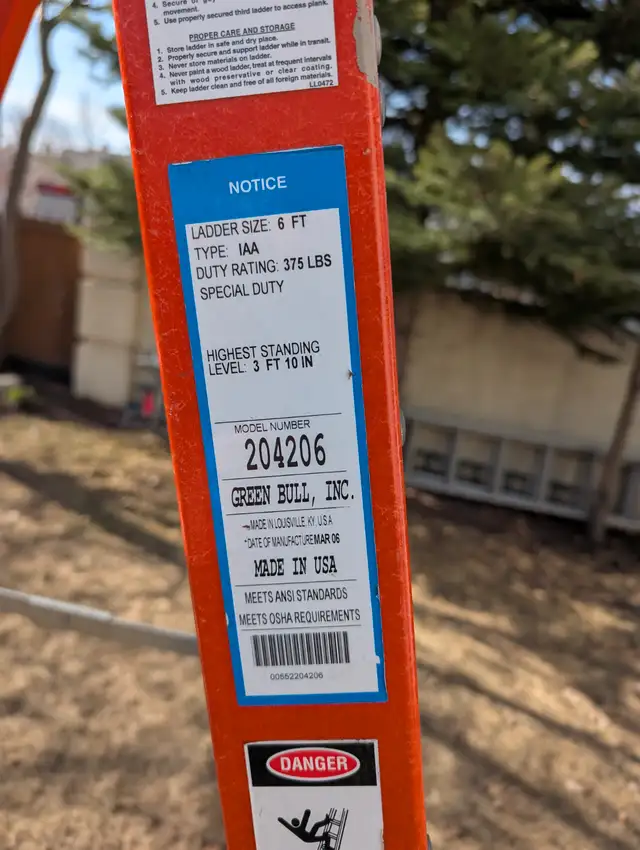 movement.
5. Use properly secured third ladder to access plank.
PROPER CARE AND STORAGE
1. Store ladder in safe and dry place.
2. Properly secure and support ladder while in transit.
3. Never store materials on ladder.
4. Never paint a wood ladder, treat at frequent intervals
with wood preservative or clear coating.
5. Keep ladder clean and free of all foreign materials.
LL0472
NOTICE
LADDER SIZE: 6 FT
TYPE: IAA
DUTY RATING: 375 LBS
SPECIAL DUTY
HIGHEST STANDING
LEVEL: 3 FT 10 IN
MODEL NUMBER
204206
GREEN BULL, INC.
MADE IN LOUISVILLE, KY, U.S.A
*DATE OF MANUFACTURE MAR 06
MADE IN USA
MEETS ANSI STANDARDS
MEETS OSHA REQUIREMENTS
00652204206
DANGER